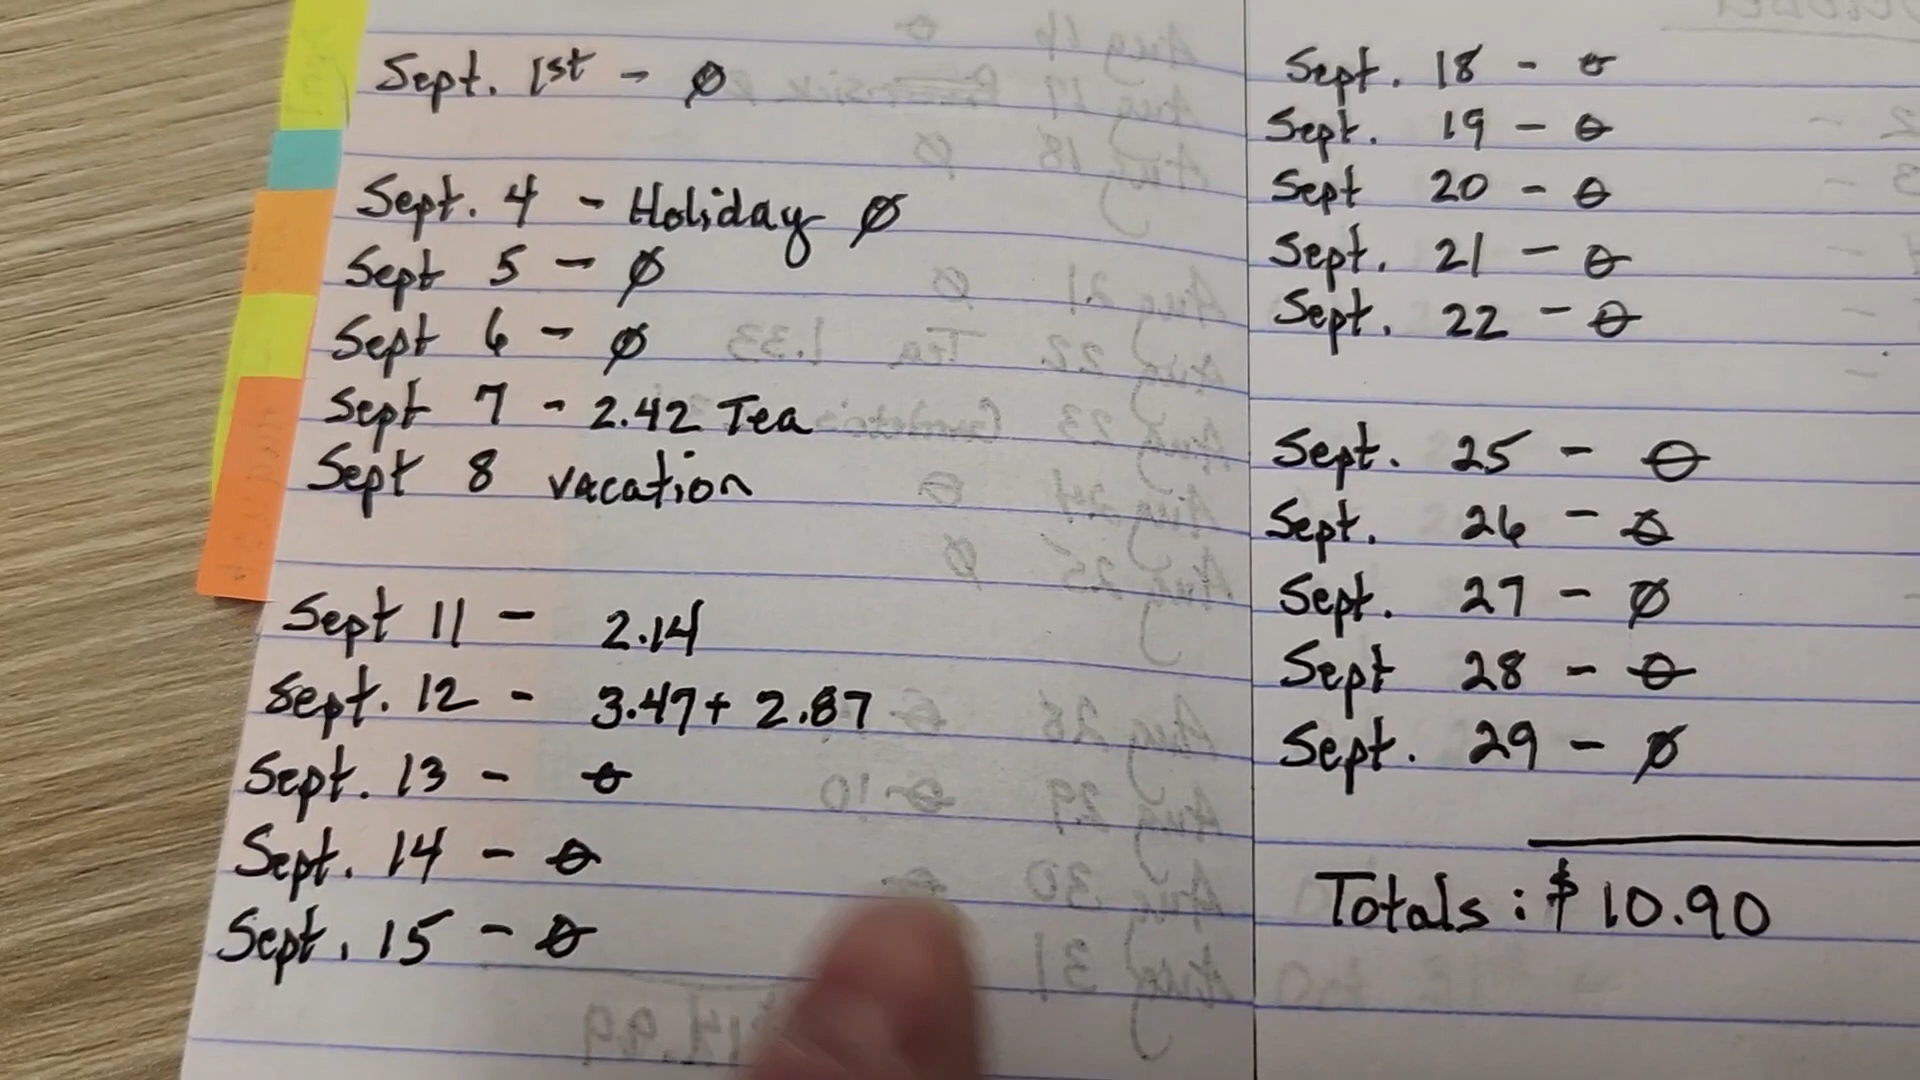 Sept. 1st - ∅
Sept. 4 - Holiday ∅
Sept 5 - ∅
Sept 6 - ∅
Sept 7 - 2.42 Tea
Sept 8 vacation
Sept 11 - 2.14
Sept. 12 - 3.47+ 2.87
Sept. 13 - ∅
Sept. 14 - ∅
Sept. 15 - ∅
Sept. 18 - ∅
Sept. 19 - ∅
Sept 20 - ∅
Sept. 21 - ∅
Sept. 22 - ∅
Sept. 25 - ∅
Sept. 26 - ∅
Sept. 27 - ∅
Sept 28 - ∅
Sept. 29 - ∅
Totals: $10.90